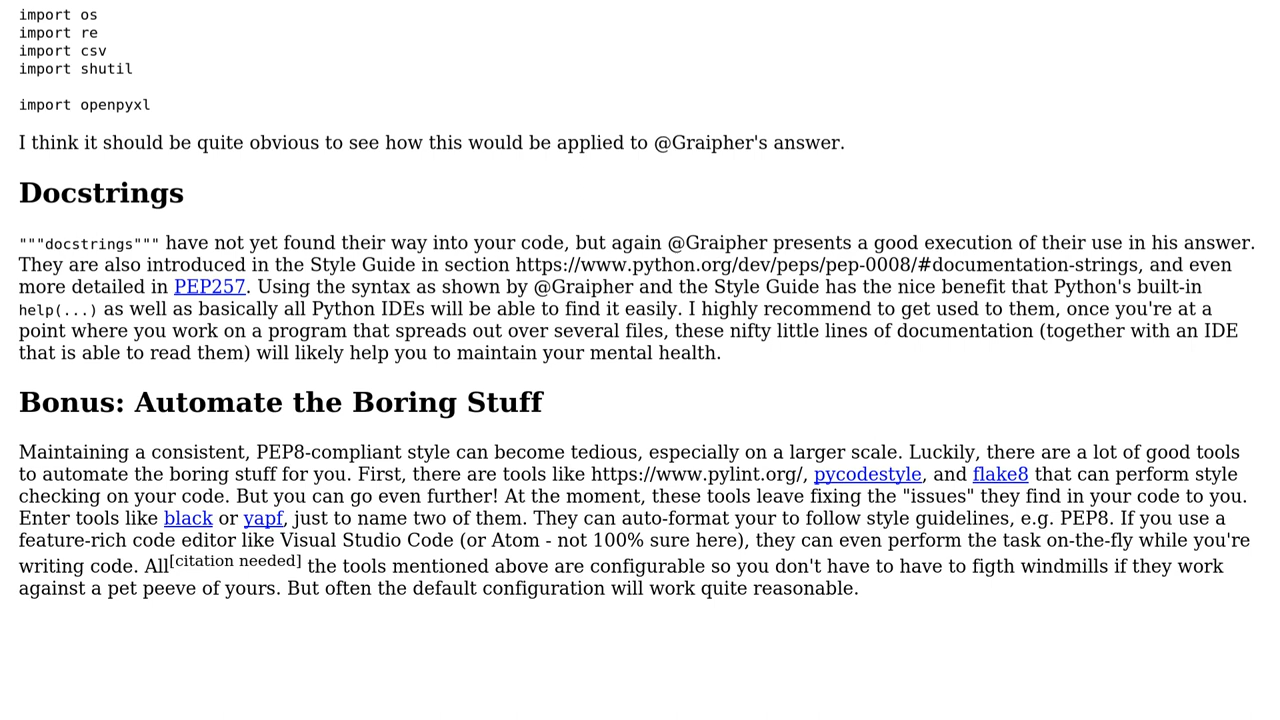 import os
import re
import csv
import shutil
import openpyxl
I think it should be quite obvious to see how this would be applied to @Graipher's answer.
Docstrings
"""docstrings""" have not yet found their way into your code, but again @Graipher presents a good execution of their use in his answer.
They are also introduced in the Style Guide in section https://www.python.org/dev/peps/pep-0008/#documentation-strings, and even
more detailed in PEP257. Using the syntax as shown by @Graipher and the Style Guide has the nice benefit that Python's built-in
help(...) as well as basically all Python IDEs will be able to find it easily. I highly recommend to get used to them, once you're at a
point where you work on a program that spreads out over several files, these nifty little lines of documentation (together with an IDE
that is able to read them) will likely help you to maintain your mental health.
Bonus: Automate the Boring Stuff
Maintaining a consistent, PEP8-compliant style can become tedious, especially on a larger scale. Luckily, there are a lot of good tools
to automate the boring stuff for you. First, there are tools like https://www.pylint.org/, pycodestyle, and flake8 that can perform style
checking on your code. But you can go even further! At the moment, these tools leave fixing the "issues" they find in your code to you.
Enter tools like black or yapf, just to name two of them. They can auto-format your to follow style guidelines, e.g. PEP8. If you use a
feature-rich code editor like Visual Studio Code (or Atom - not 100% sure here), they can even perform the task on-the-fly while you're
writing code. All[citation needed] the tools mentioned above are configurable so you don't have to have to figth windmills if they work
against a pet peeve of yours. But often the default configuration will work quite reasonable.